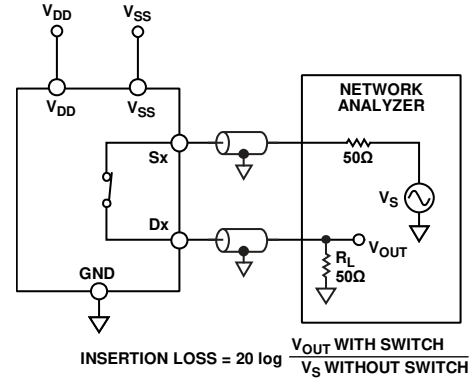 VDD
VSS
VDD
VSS
NETWORK
ANALYZER
Sx
50Ω
VS
Dx
VOUT
RL
50Ω
GND
INSERTION LOSS = 20 log VOUT WITH SWITCH
VS WITHOUT SWITCH